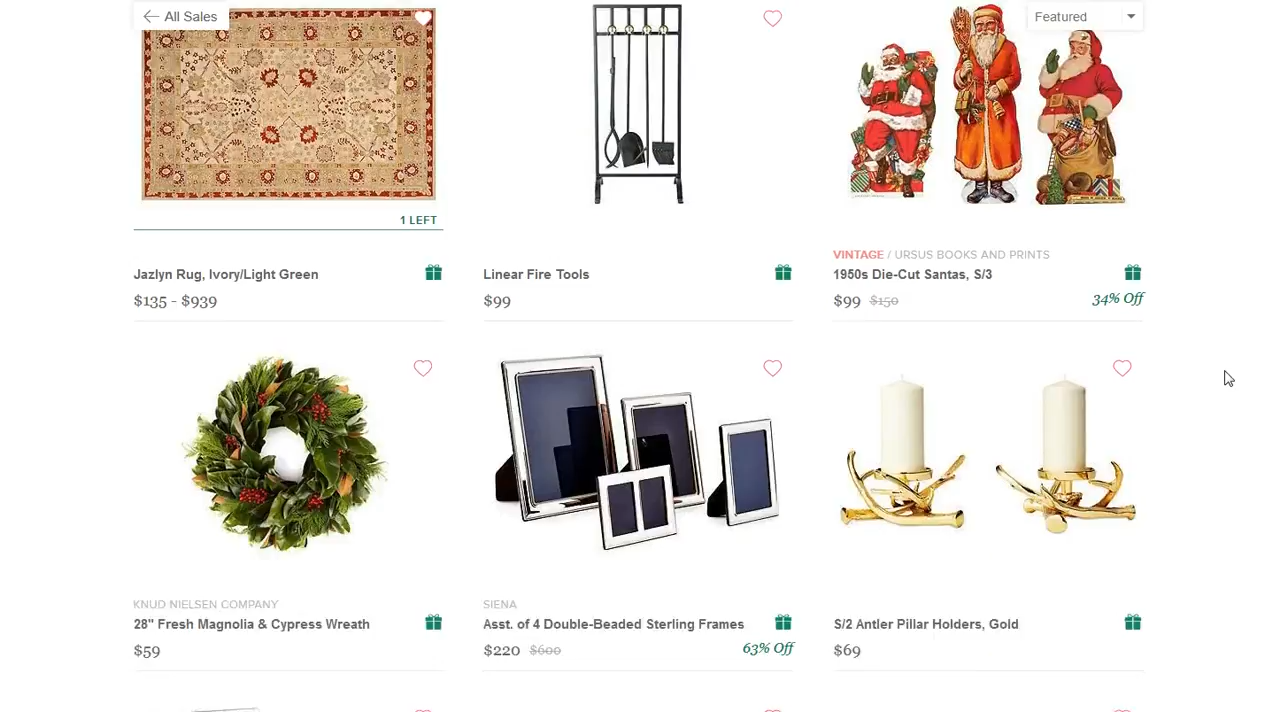 All Sales
Featured
1 LEFT
Jazlyn Rug, Ivory/Light Green
$135 - $939
Linear Fire Tools
$99
VINTAGE / URSUS BOOKS AND PRINTS
1950s Die-Cut Santas, S/3
$99 $150
34% Off
KNUD NIELSEN COMPANY
28" Fresh Magnolia & Cypress Wreath
$59
SIENA
Asst. of 4 Double-Beaded Sterling Frames
$220 $600
63% Off
S/2 Antler Pillar Holders, Gold
$69